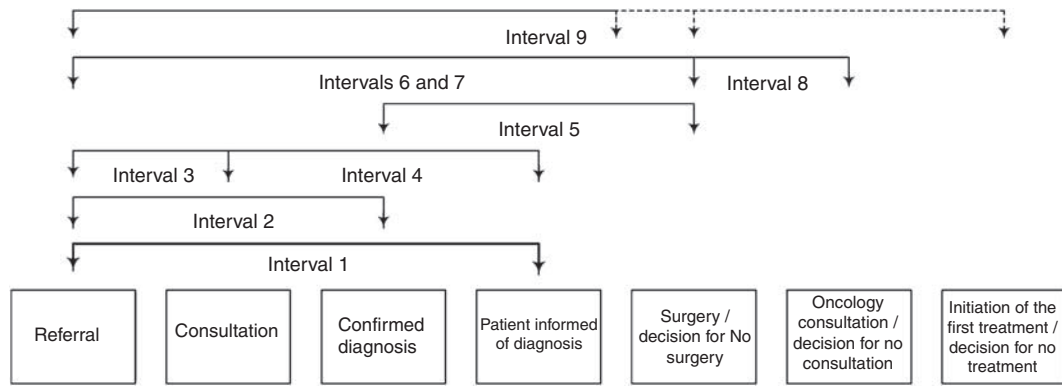 Interval 9
Intervals 6 and 7
Interval 8
Interval 5
Interval 3
Interval 4
Interval 2
Interval 1
Referral
Consultation
Confirmed
diagnosis
Patient informed
of diagnosis
Surgery /
decision for No
surgery
Oncology
consultation /
decision for no
consultation
Initiation of the
first treatment /
decision for no
treatment